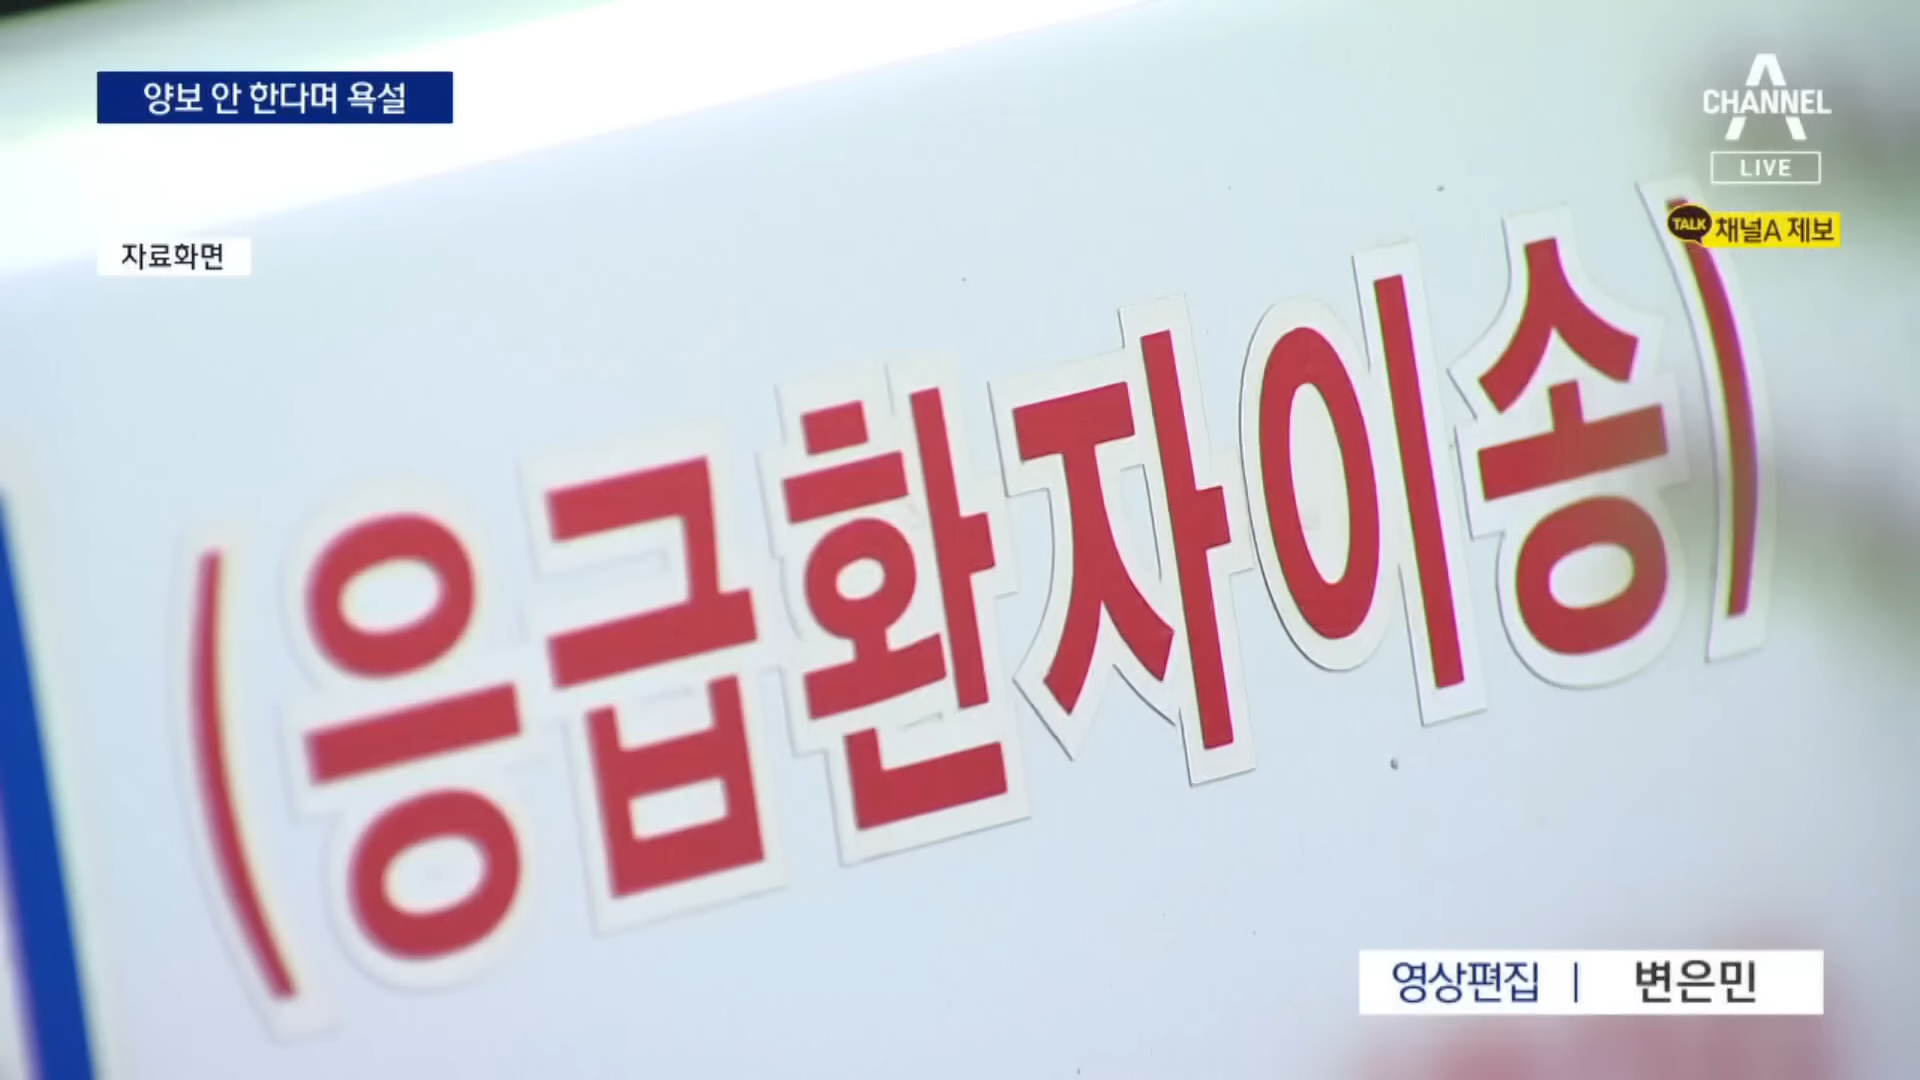 양보 안 한다며 욕설
CHANNEL A
LIVE
TALK 채널A 제보
자료화면
(응급환자이송)
영상편집 | 변은민